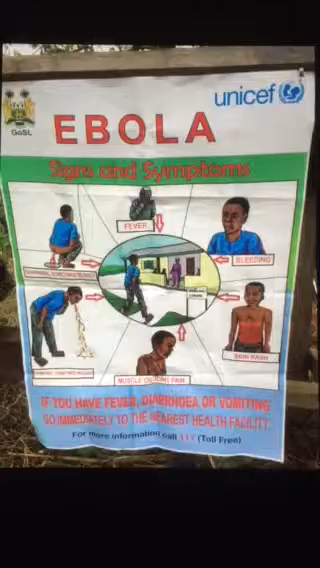 unicef
GoSL
EBOLA
Signs and Symptoms
FEVER
BLEEDING
SKIN RASH
MUSCLE OR JOINT PAIN
IF YOU HAVE FEVER, DIARRHOEA OR VOMITING
GO IMMEDIATELY TO THE NEAREST HEALTH FACILITY.
For more information call 117 (Toll Free)